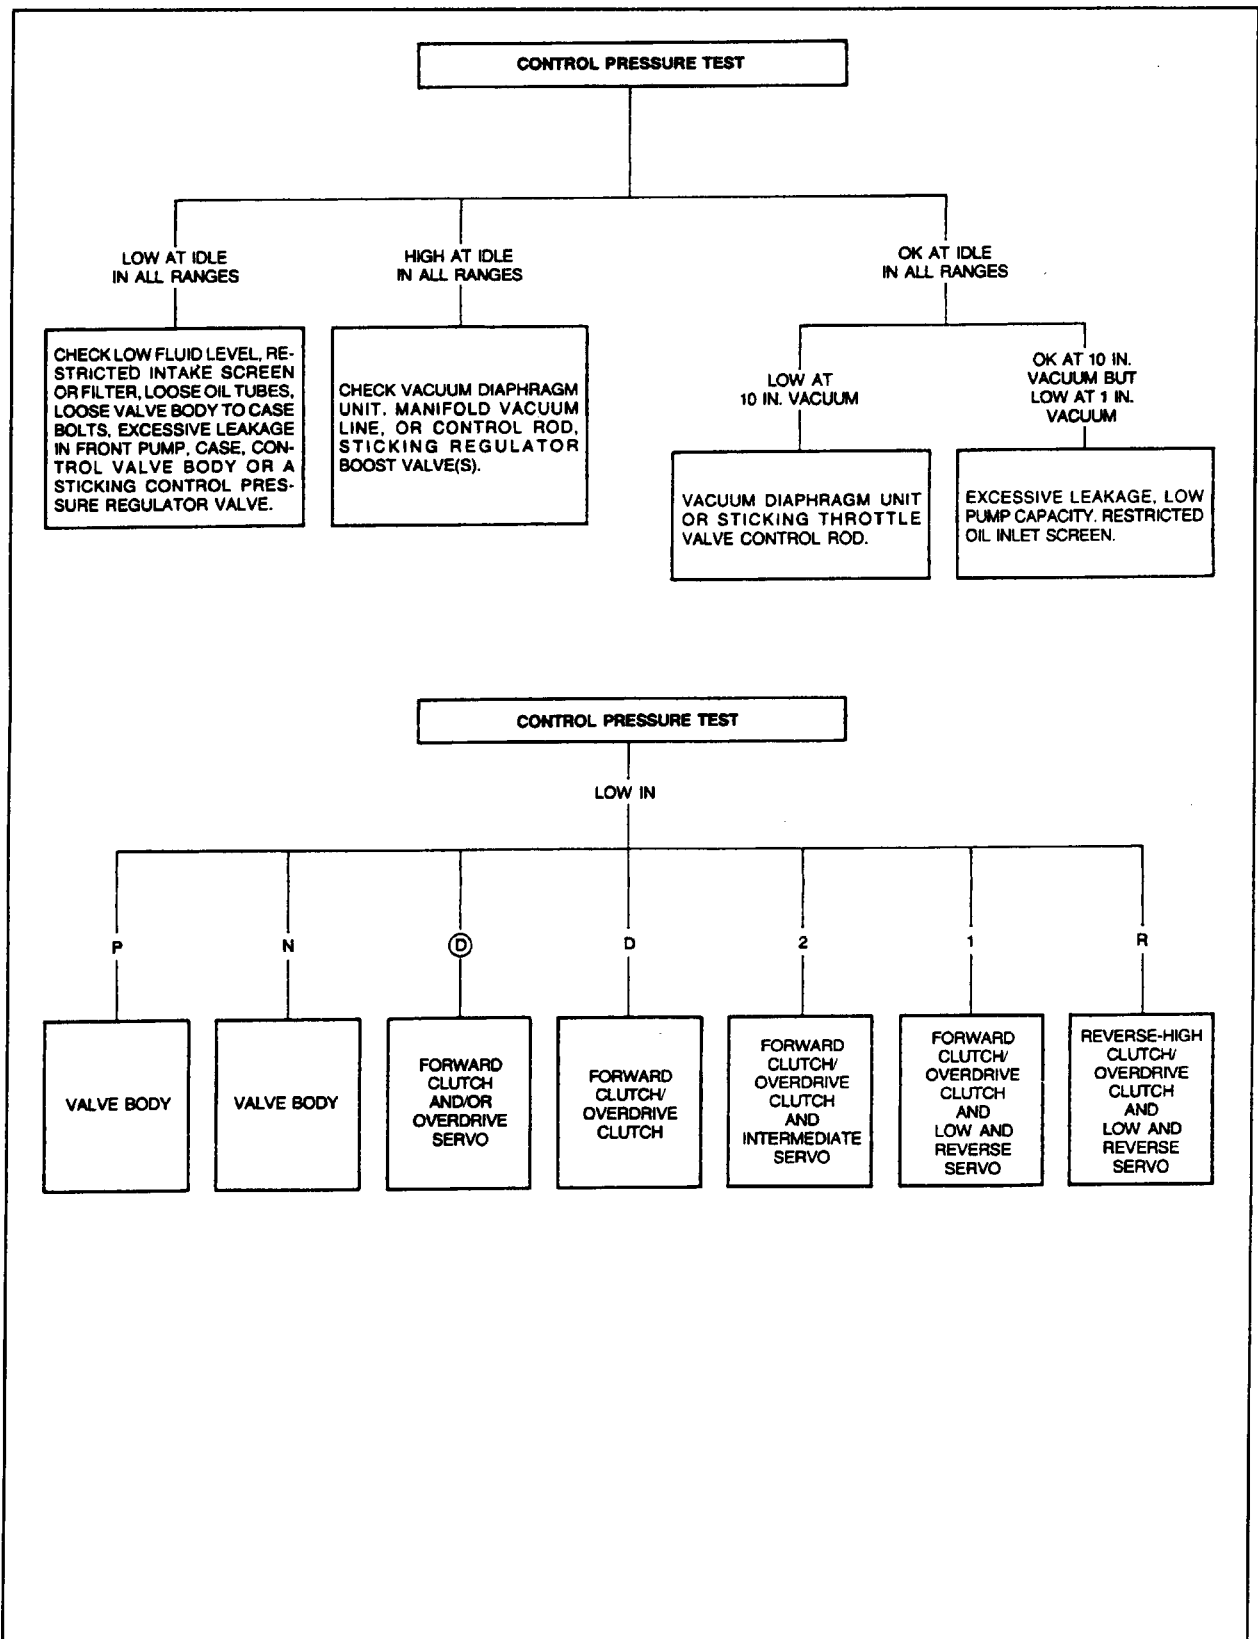 CONTROL PRESSURE TEST
LOW AT IDLE
IN ALL RANGES
HIGH AT IDLE
IN ALL RANGES
OK AT IDLE
IN ALL RANGES
CHECK LOW FLUID LEVEL, RE-
STRICTED INTAKE SCREEN
OR FILTER, LOOSE OIL TUBES,
LOOSE VALVE BODY TO CASE
BOLTS, EXCESSIVE LEAKAGE
IN FRONT PUMP, CASE, CON-
TROL VALVE BODY OR A
STICKING CONTROL PRES-
SURE REGULATOR VALVE.
CHECK VACUUM DIAPHRAGM
UNIT. MANIFOLD VACUUM
LINE, OR CONTROL ROD,
STICKING REGULATOR
BOOST VALVE(S).
LOW AT
10 IN. VACUUM
OK AT 10 IN.
VACUUM BUT
LOW AT 1 IN.
VACUUM
VACUUM DIAPHRAGM UNIT
OR STICKING THROTTLE
VALVE CONTROL ROD.
EXCESSIVE LEAKAGE, LOW
PUMP CAPACITY. RESTRICTED
OIL INLET SCREEN.
CONTROL PRESSURE TEST
LOW IN
P
N
Ⓓ
D
2
1
R
VALVE BODY
VALVE BODY
FORWARD
CLUTCH
AND/OR
OVERDRIVE
SERVO
FORWARD
CLUTCH/
OVERDRIVE
CLUTCH
FORWARD
CLUTCH/
OVERDRIVE
CLUTCH
AND
INTERMEDIATE
SERVO
FORWARD
CLUTCH/
OVERDRIVE
CLUTCH
AND
LOW AND
REVERSE
SERVO
REVERSE-HIGH
CLUTCH/
OVERDRIVE
CLUTCH
AND
LOW AND
REVERSE
SERVO